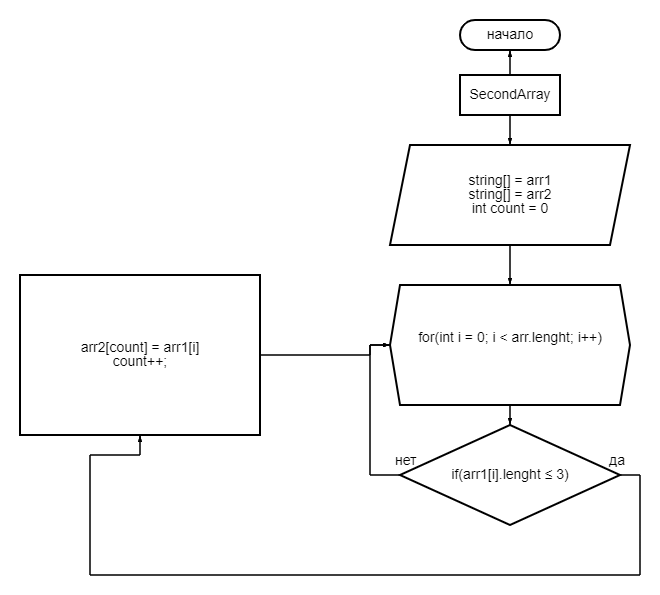 начало
SecondArray
string[] = arr1
string[] = arr2
int count = 0
for(int i = 0; i < arr.lenght; i++)
arr2[count] = arr1[i]
count++;
нет
да
if(arr1[i].lenght ≤ 3)